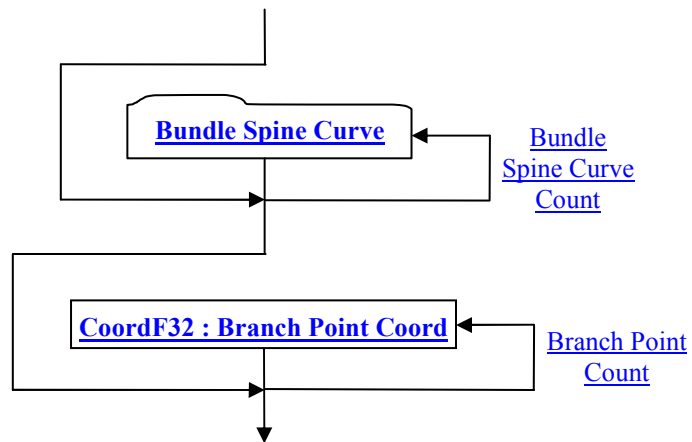 Bundle Spine Curve
Bundle
Spine Curve
Count
CoordF32 : Branch Point Coord
Branch Point
Count